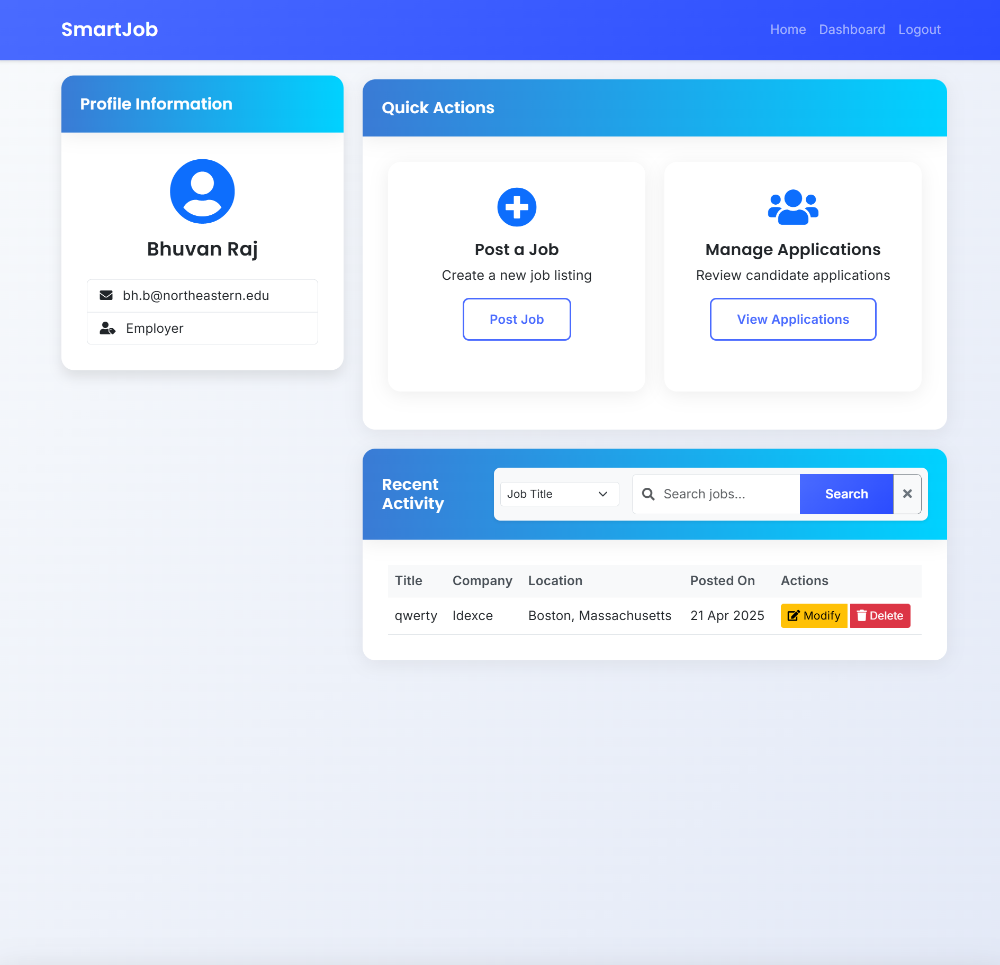 SmartJob
Home Dashboard Logout
Profile Information
Bhuvan Raj
bh.b@northeastern.edu
Employer
Quick Actions
Post a Job
Create a new job listing
Post Job
Manage Applications
Review candidate applications
View Applications
Recent
Activity
Job Title
Search jobs...
Search
Title Company Location Posted On Actions
qwerty Idexce Boston, Massachusetts 21 Apr 2025 Modify Delete